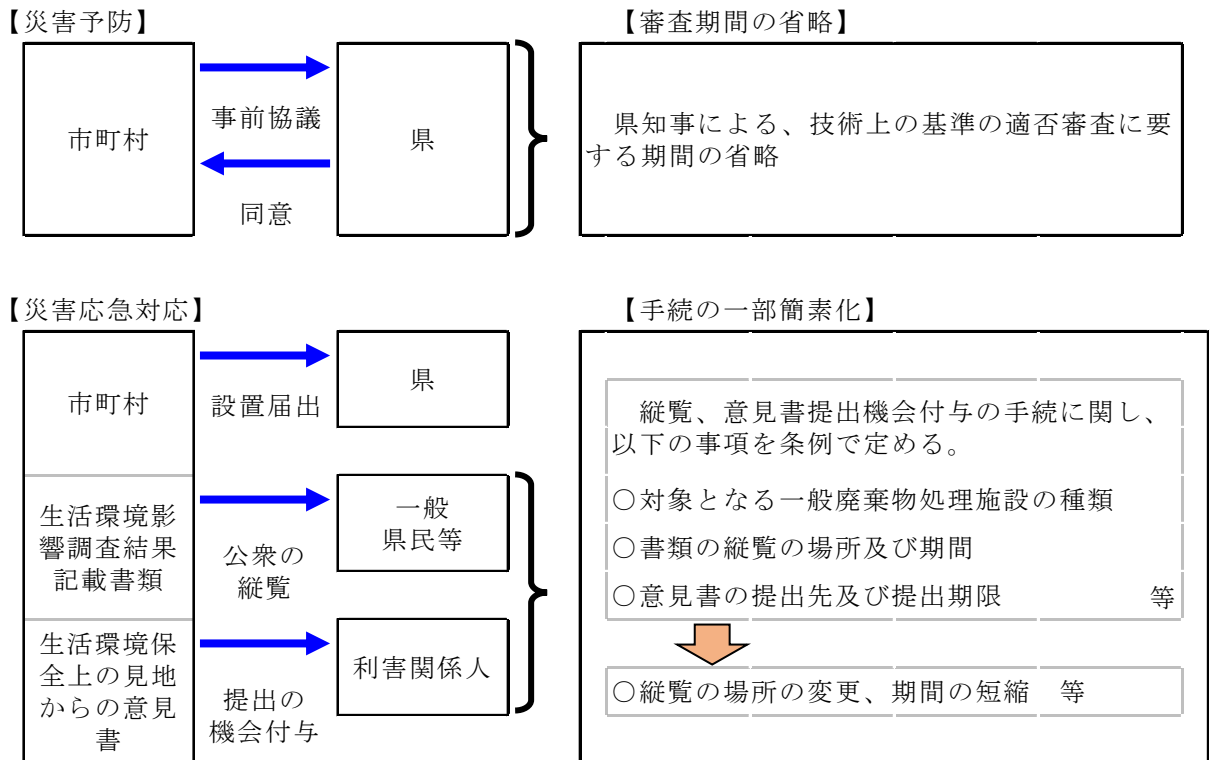 【災害予防】
【審査期間の省略】
市町村
事前協議
同意
県
県知事による、技術上の基準の適否審査に要
する期間の省略
【災害応急対応】
【手続の一部簡素化】
市町村
設置届出
県
生活環境影
響調査結果
記載書類
公衆の
縦覧
一般
県民等
生活環境保
全上の見地
からの意見
書
提出の
機会付与
利害関係人
縦覧、意見書提出機会付与の手続に関し、
以下の事項を条例で定める。
○対象となる一般廃棄物処理施設の種類
○書類の縦覧の場所及び期間
○意見書の提出先及び提出期限 等
○縦覧の場所の変更、期間の短縮 等